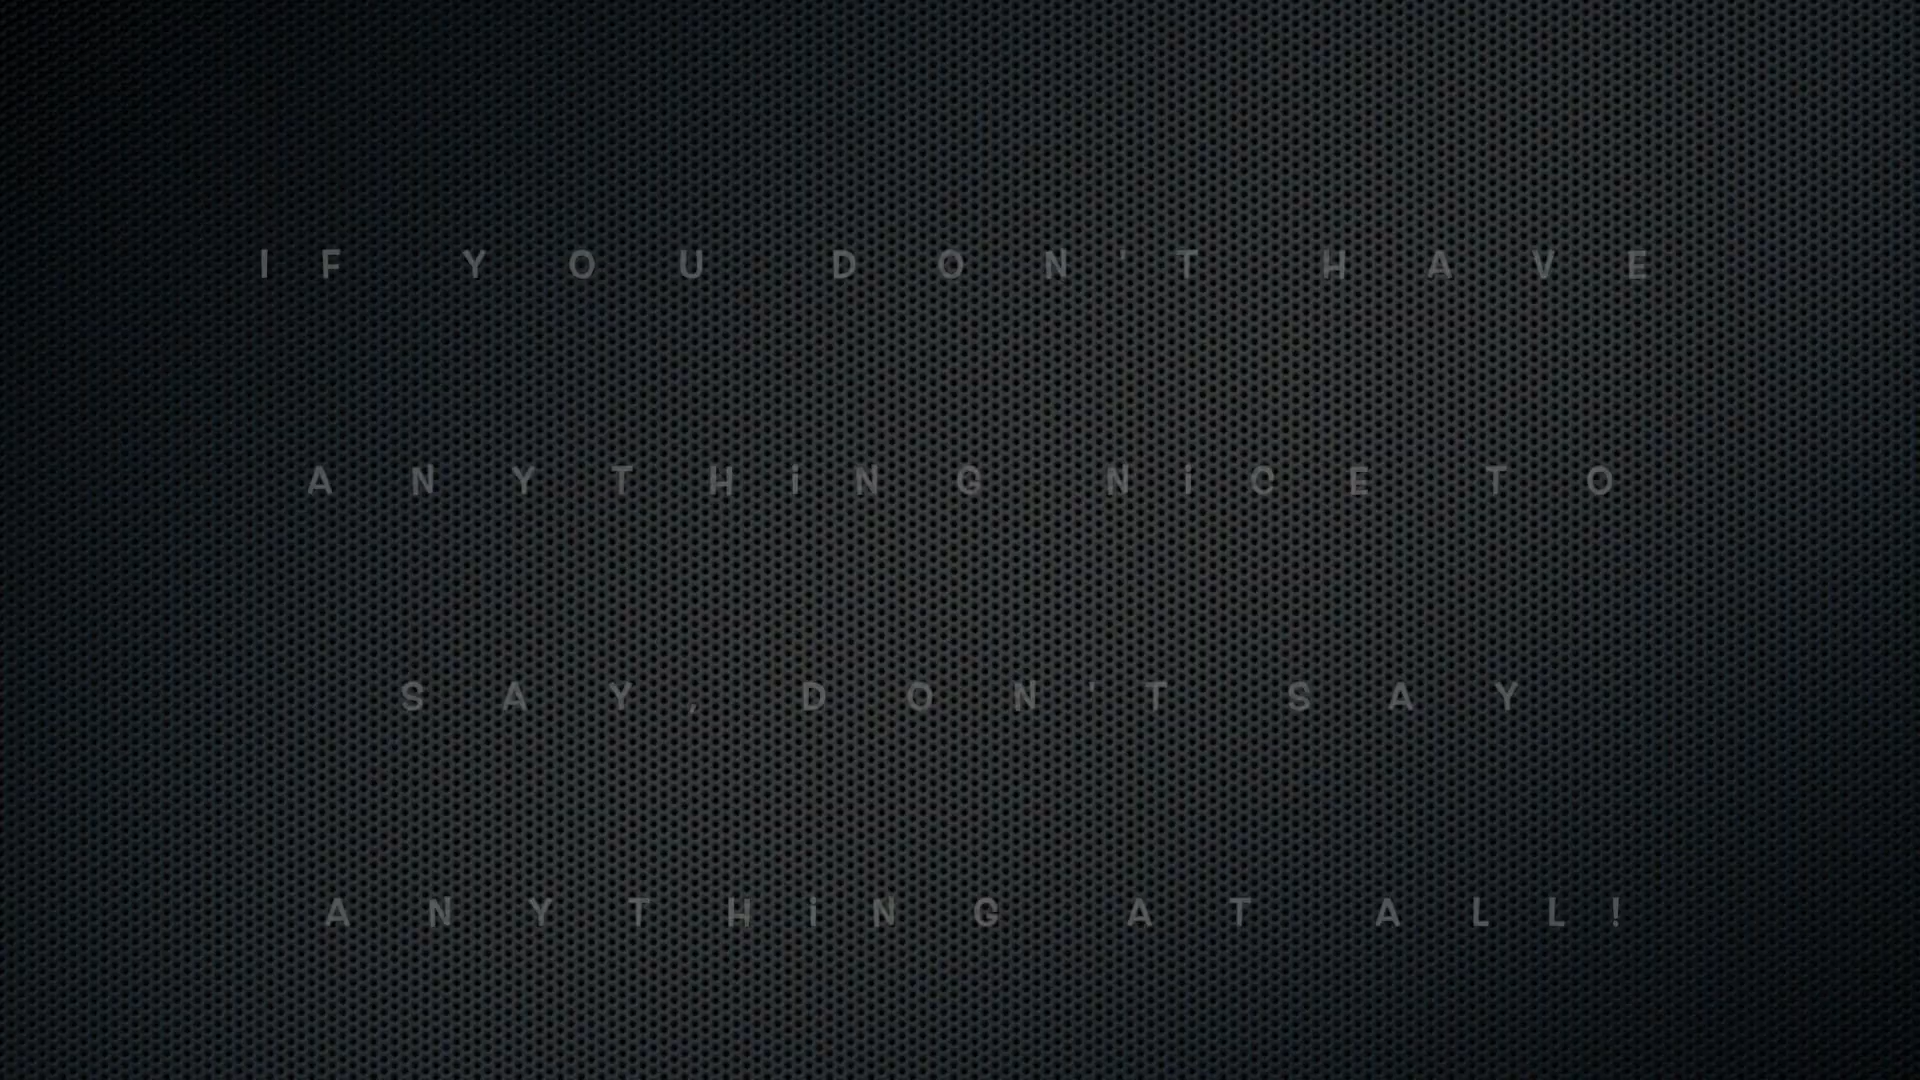 IF YOU DON'T HAVE
ANYTHiNG NiCE TO
SAY, DON'T SAY
ANYTHiNG AT ALL!